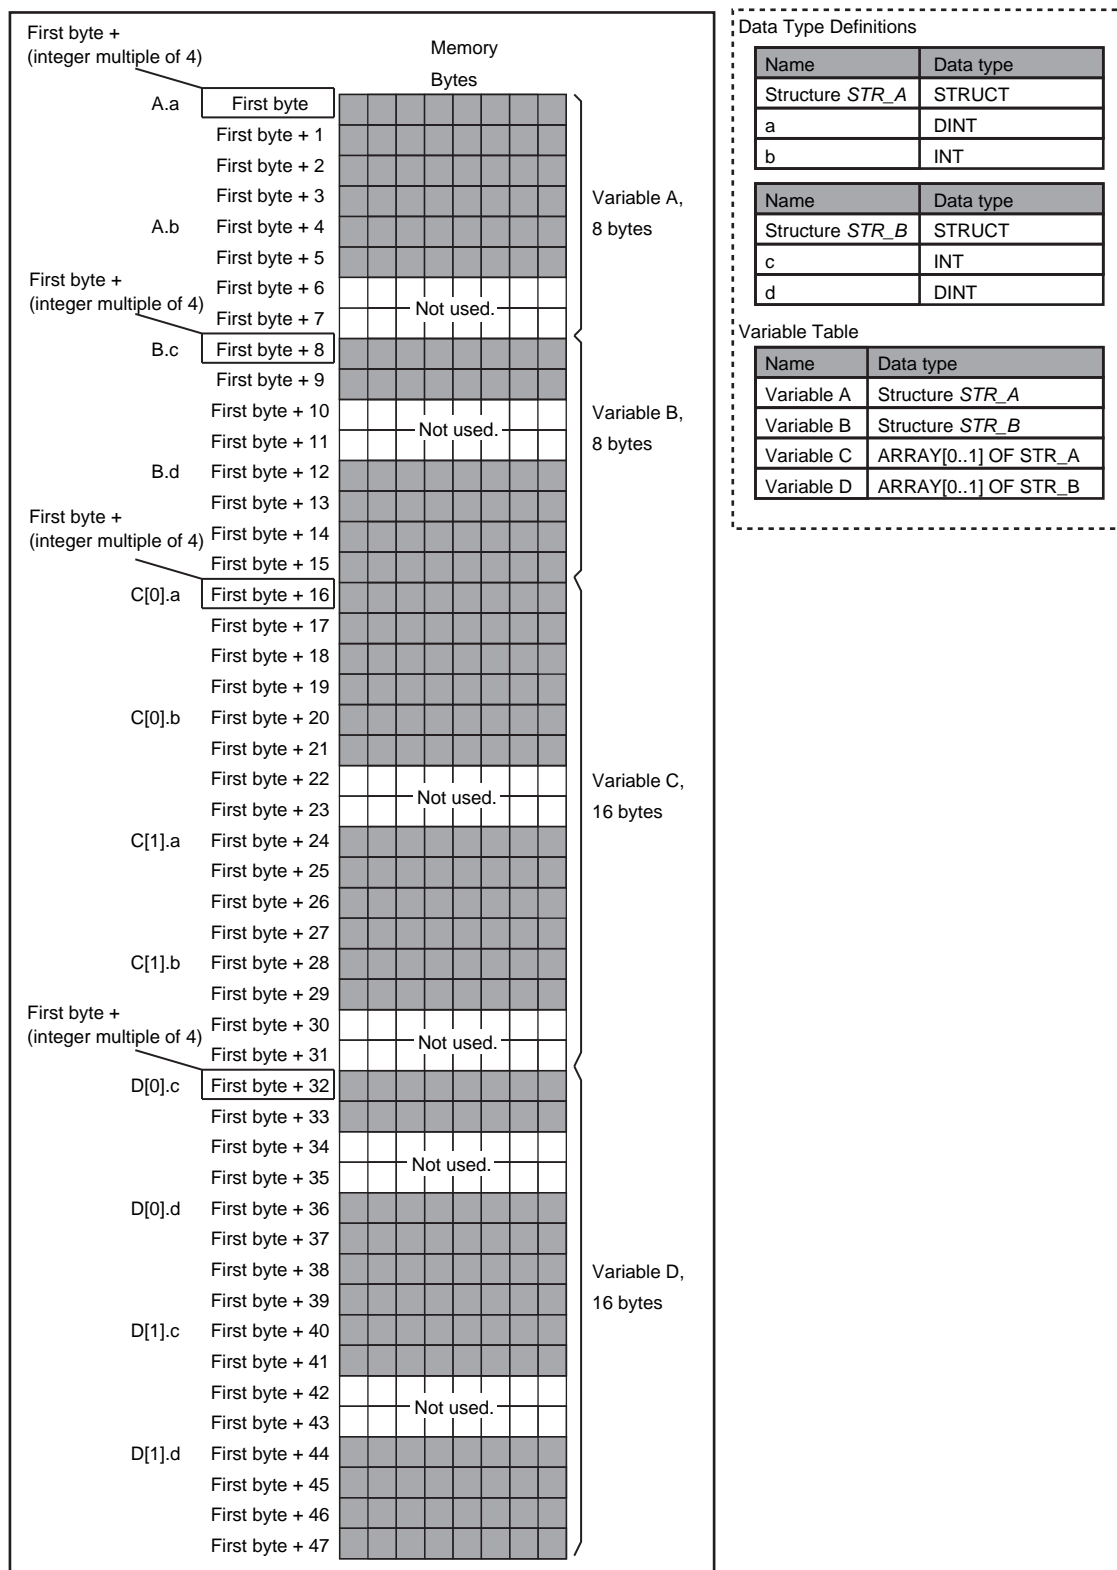 First byte +
(integer multiple of 4)
Memory
Bytes
A.a First byte
First byte + 1
First byte + 2
First byte + 3
A.b First byte + 4
First byte + 5
First byte +
(integer multiple of 4)
First byte + 6
First byte + 7
Not used.
Variable A,
8 bytes
B.c First byte + 8
First byte + 9
First byte + 10
First byte + 11
Not used.
B.d First byte + 12
First byte + 13
First byte +
(integer multiple of 4)
First byte + 14
First byte + 15
Variable B,
8 bytes
C[0].a First byte + 16
First byte + 17
First byte + 18
First byte + 19
C[0].b First byte + 20
First byte + 21
First byte + 22
First byte + 23
Not used.
C[1].a First byte + 24
First byte + 25
First byte + 26
First byte + 27
C[1].b First byte + 28
First byte + 29
First byte +
(integer multiple of 4)
First byte + 30
First byte + 31
Not used.
Variable C,
16 bytes
D[0].c First byte + 32
First byte + 33
First byte + 34
First byte + 35
Not used.
D[0].d First byte + 36
First byte + 37
First byte + 38
First byte + 39
D[1].c First byte + 40
First byte + 41
First byte + 42
First byte + 43
Not used.
D[1].d First byte + 44
First byte + 45
First byte + 46
First byte + 47
Variable D,
16 bytes
Data Type Definitions
Name Data type
Structure STR_A STRUCT
a DINT
b INT
Name Data type
Structure STR_B STRUCT
c INT
d DINT
Variable Table
Name Data type
Variable A Structure STR_A
Variable B Structure STR_B
Variable C ARRAY[0..1] OF STR_A
Variable D ARRAY[0..1] OF STR_B